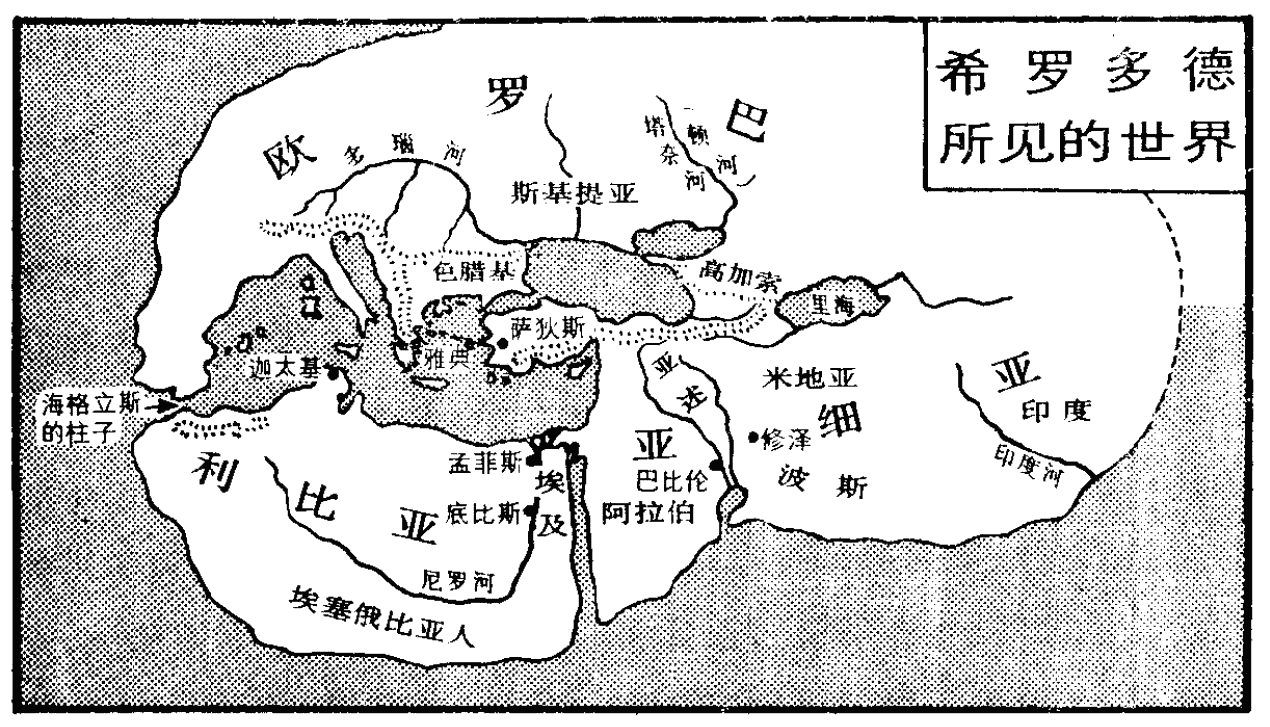 希罗多德
所见的世界
欧罗巴
多瑙河
塔奈河
(顿河)
斯基提亚
色腊基
高加索
里海
萨狄斯
雅典
迦太基
海格立斯
的柱子
亚述
米地亚
亚细亚
印度
印度河
修泽
波斯
巴比伦
阿拉伯
利比亚
孟菲斯
埃及
底比斯
尼罗河
埃塞俄比亚人